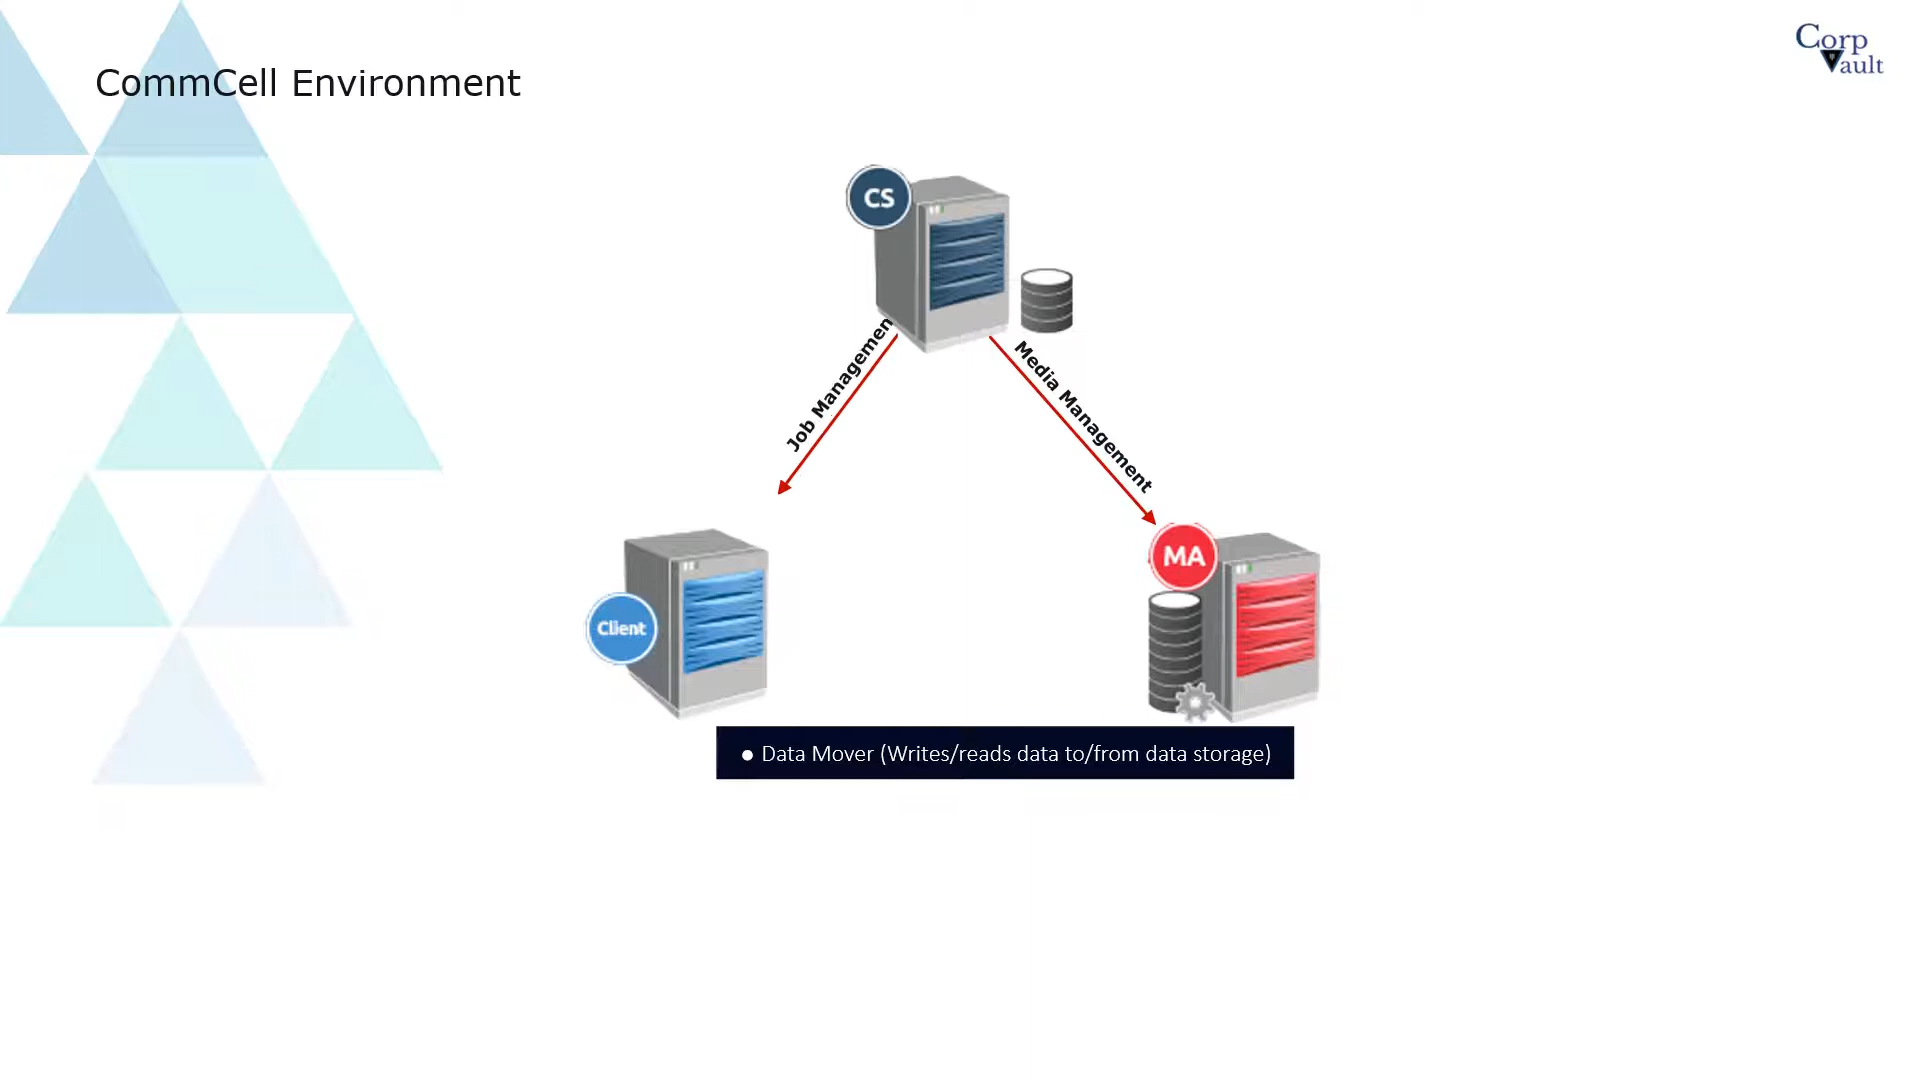 CommCell Environment
Corp
Vault
CS
Job Managemen
Media Management
MA
Client
● Data Mover (Writes/reads data to/from data storage)